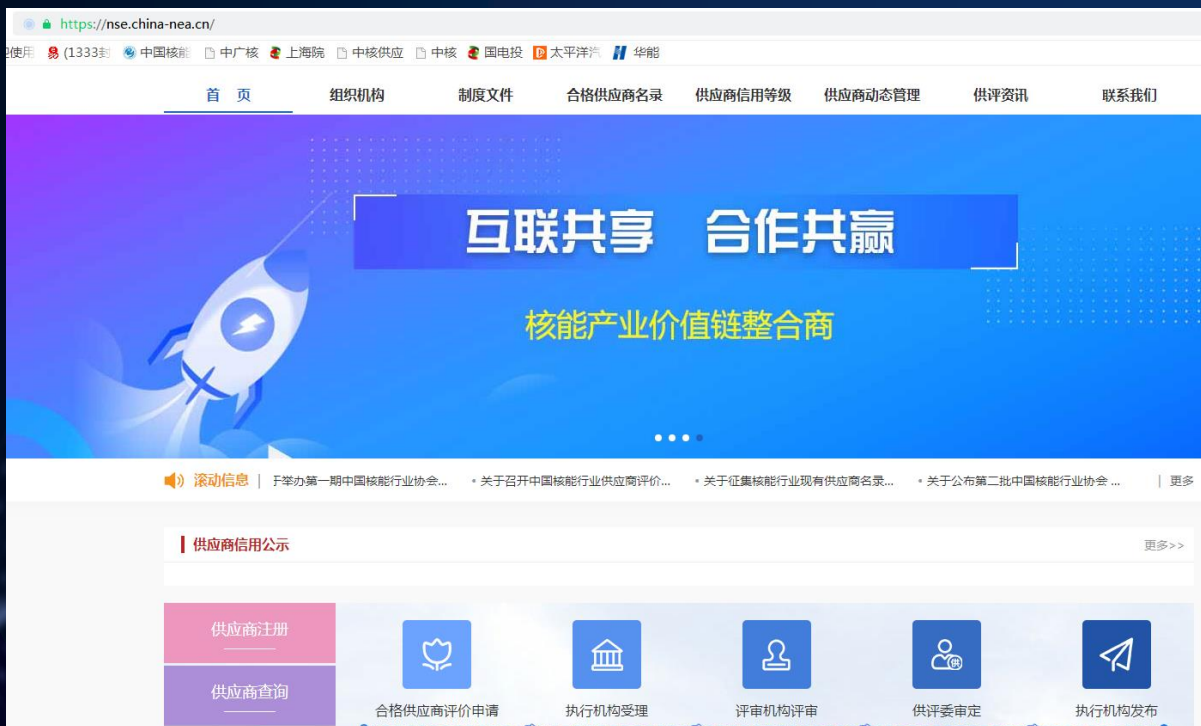 https://nse.china-nea.cn/
使用 (1333封 中国核能 中广核 上海院 中核供应 中核 国电投 太平洋汽 华能
首 页 组织机构 制度文件 合格供应商名录 供应商信用等级 供应商动态管理 供评资讯 联系我们
互联共享 合作共赢
核能产业价值链整合商
滚动信息 | 于举办第一期中国核能行业协会... • 关于召开中国核能行业供应商评价... • 关于征集核能行业现有供应商名录... • 关于公布第二批中国核能行业协会 ... | 更多
供应商信用公示 更多>>
供应商注册
供应商查询
合格供应商评价申请 执行机构受理 评审机构评审 供评委审定 执行机构发布
供